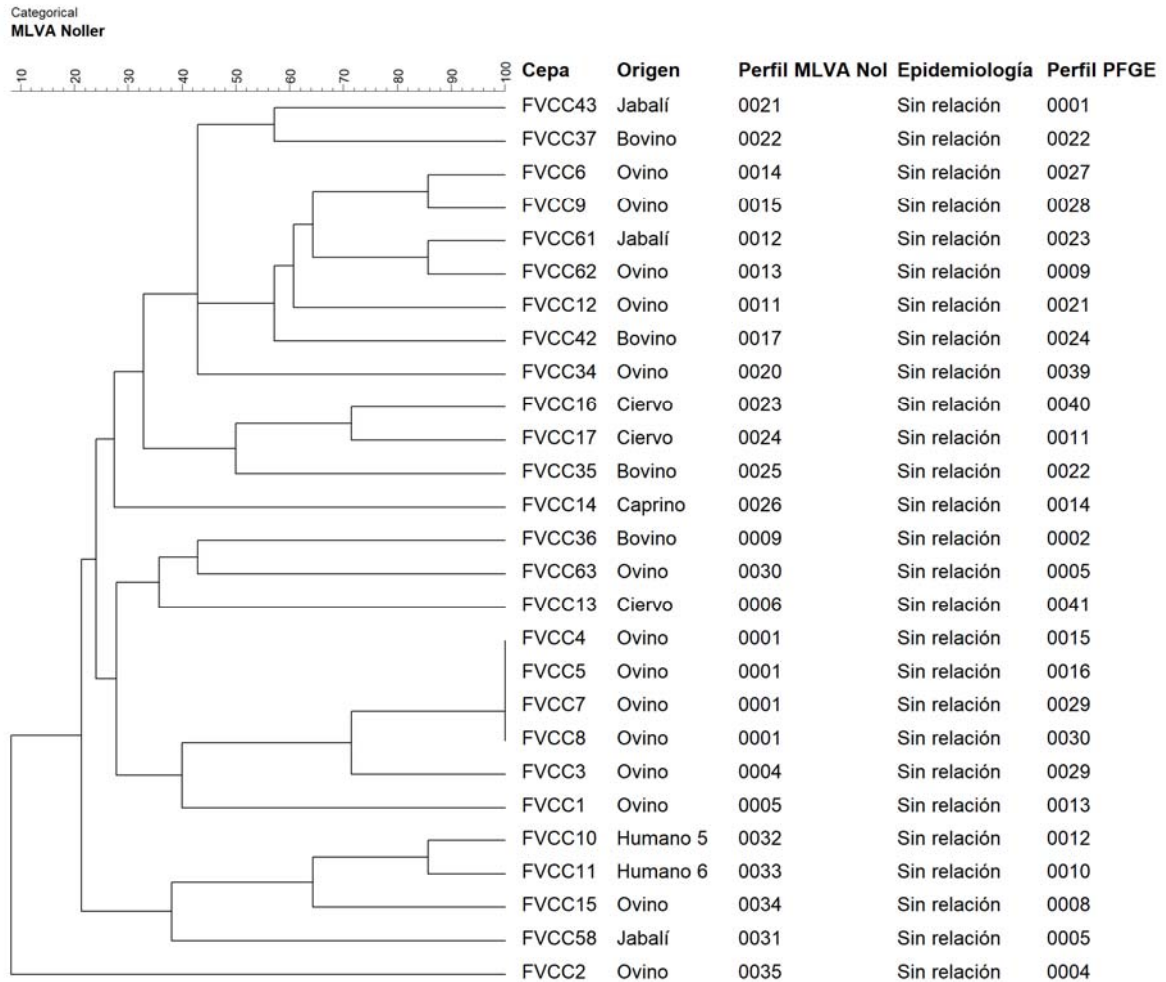 Categorical
MLVA Noller
10 20 30 40 50 60 70 80 90 100 Cepa Origen Perfil MLVA Nol Epidemiología Perfil PFGE
FVCC43 Jabalí 0021 Sin relación 0001
FVCC37 Bovino 0022 Sin relación 0022
FVCC6 Ovino 0014 Sin relación 0027
FVCC9 Ovino 0015 Sin relación 0028
FVCC61 Jabalí 0012 Sin relación 0023
FVCC62 Ovino 0013 Sin relación 0009
FVCC12 Ovino 0011 Sin relación 0021
FVCC42 Bovino 0017 Sin relación 0024
FVCC34 Ovino 0020 Sin relación 0039
FVCC16 Ciervo 0023 Sin relación 0040
FVCC17 Ciervo 0024 Sin relación 0011
FVCC35 Bovino 0025 Sin relación 0022
FVCC14 Caprino 0026 Sin relación 0014
FVCC36 Bovino 0009 Sin relación 0002
FVCC63 Ovino 0030 Sin relación 0005
FVCC13 Ciervo 0006 Sin relación 0041
FVCC4 Ovino 0001 Sin relación 0015
FVCC5 Ovino 0001 Sin relación 0016
FVCC7 Ovino 0001 Sin relación 0029
FVCC8 Ovino 0001 Sin relación 0030
FVCC3 Ovino 0004 Sin relación 0029
FVCC1 Ovino 0005 Sin relación 0013
FVCC10 Humano 5 0032 Sin relación 0012
FVCC11 Humano 6 0033 Sin relación 0010
FVCC15 Ovino 0034 Sin relación 0008
FVCC58 Jabalí 0031 Sin relación 0005
FVCC2 Ovino 0035 Sin relación 0004